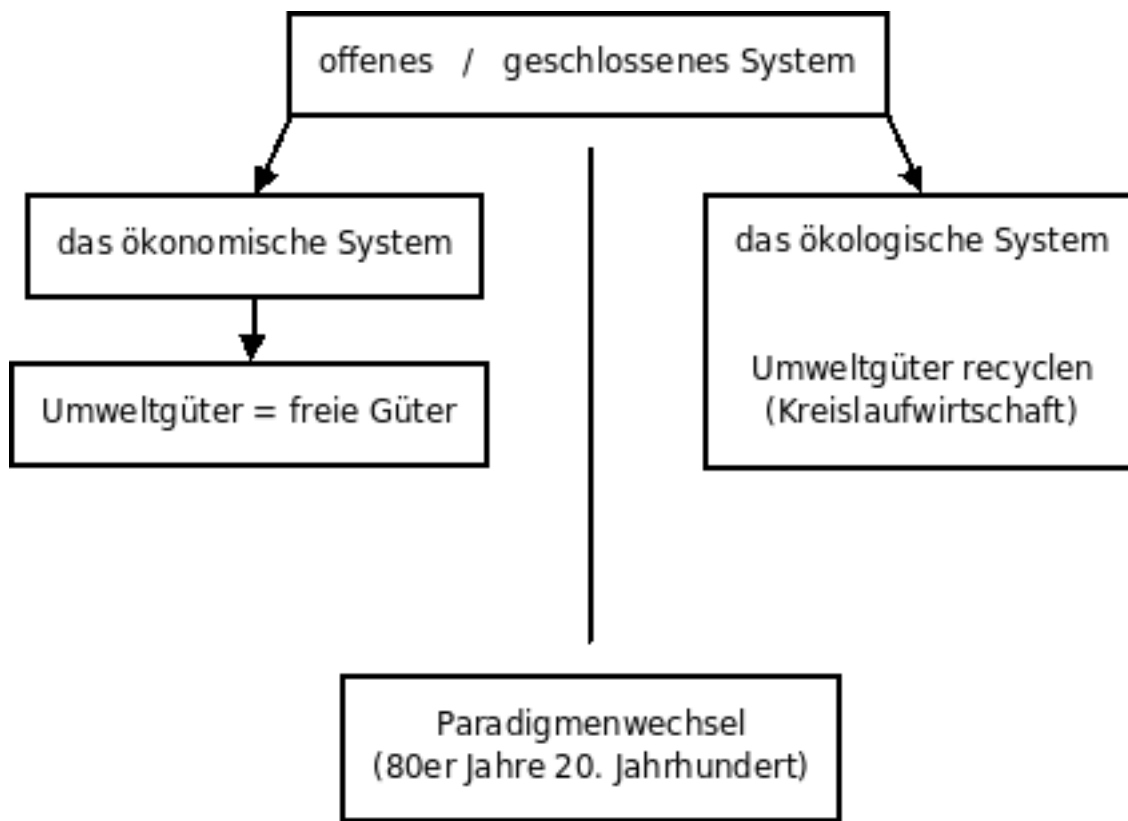 offenes / geschlossenes System
das ökonomische System
Umweltgüter = freie Güter
das ökologische System
Umweltgüter recyclen
(Kreislaufwirtschaft)
Paradigmenwechsel
(80er Jahre 20. Jahrhundert)